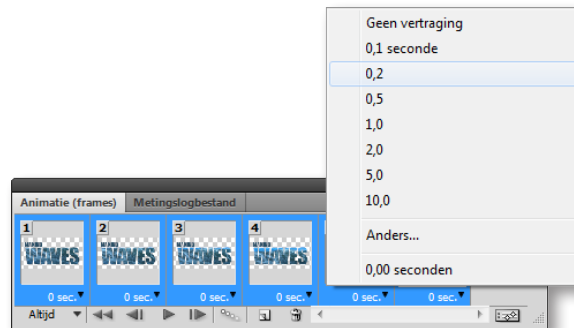 Geen vertraging
0,1 seconde
0,2
0,5
1,0
2,0
5,0
10,0
Anders...
0,00 seconden
Animatie (frames) Metingslogbestand
1 2 3 4
WAVES WAVES WAVES WAVES
0 sec. 0 sec. 0 sec. 0 sec. 0 sec. 0 sec.
Altijd